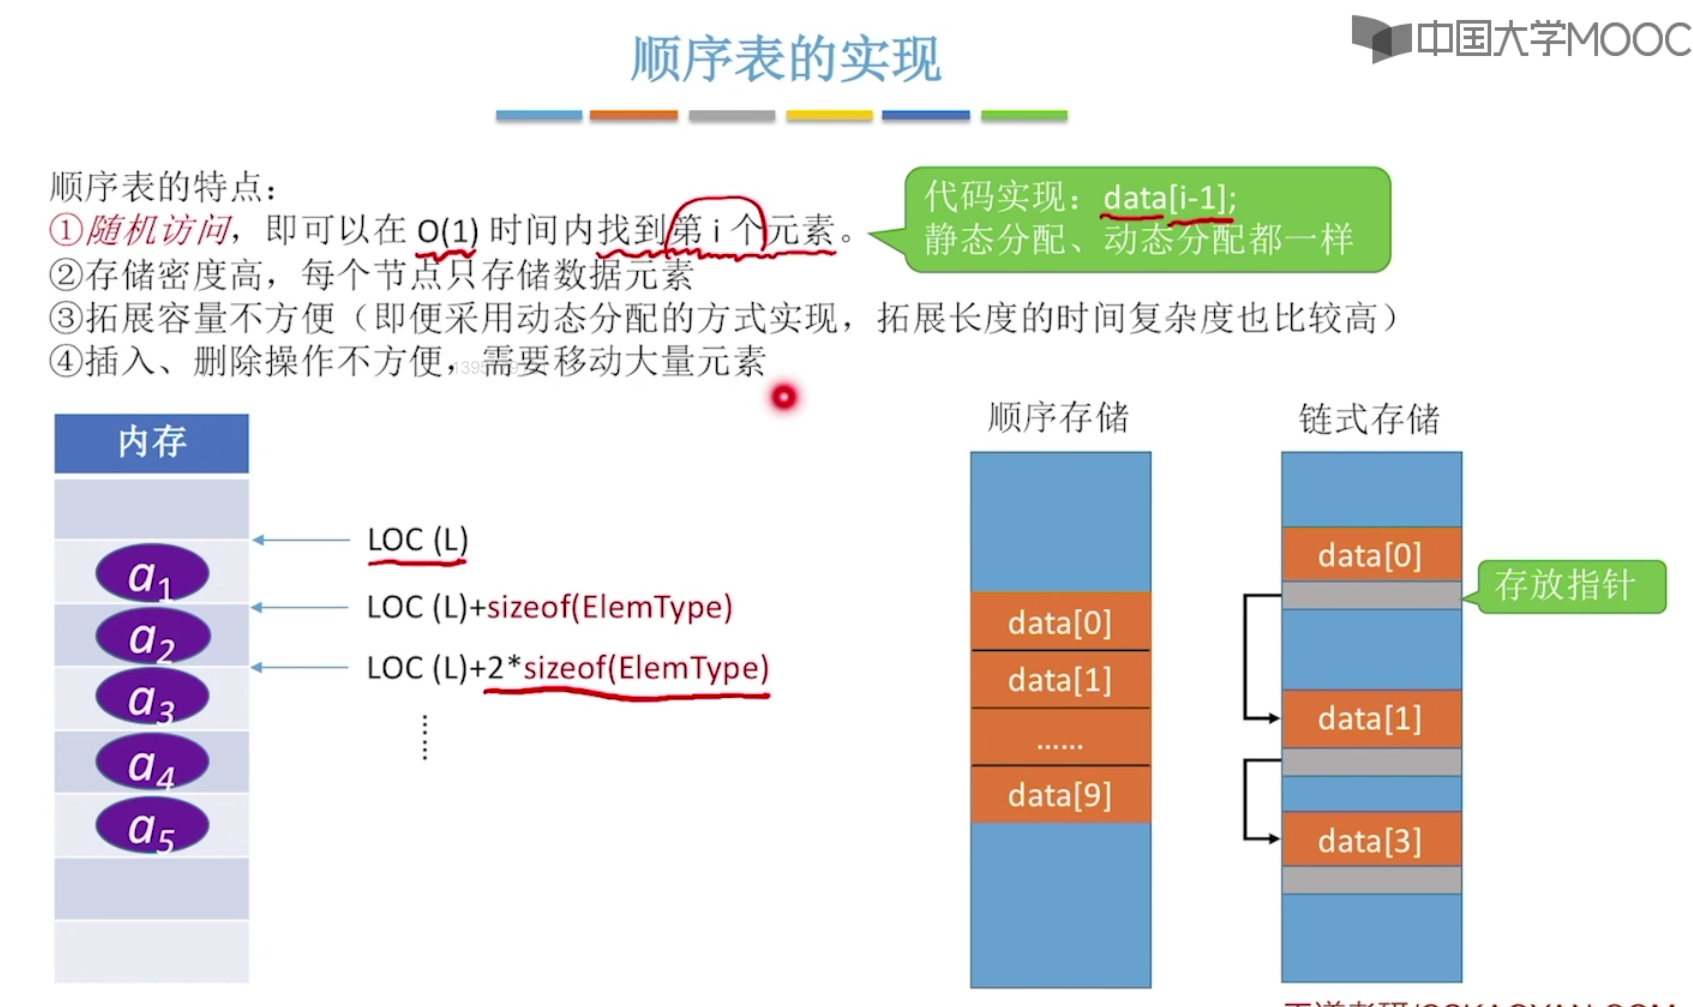 中国大学MOOC
顺序表的实现
顺序表的特点：
①随机访问，即可以在 O(1) 时间内找到第 i 个元素。
②存储密度高，每个节点只存储数据元素
③拓展容量不方便（即便采用动态分配的方式实现，拓展长度的时间复杂度也比较高）
④插入、删除操作不方便，需要移动大量元素
代码实现：data[i-1];
静态分配、动态分配都一样
内存
a1
a2
a3
a4
a5
LOC (L)
LOC (L)+sizeof(ElemType)
LOC (L)+2*sizeof(ElemType)
顺序存储
data[0]
data[1]
……
data[9]
链式存储
data[0]
data[1]
data[3]
存放指针